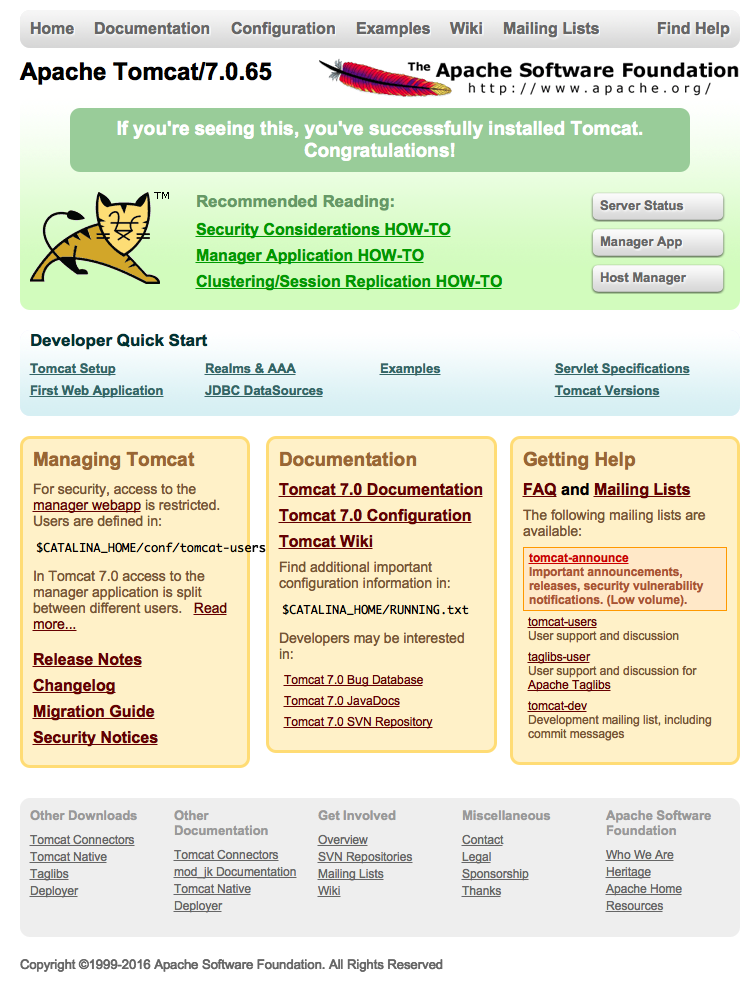 Home Documentation Configuration Examples Wiki Mailing Lists Find Help
Apache Tomcat/7.0.65
The Apache Software Foundation
http://www.apache.org/
If you're seeing this, you've successfully installed Tomcat.
Congratulations!
TM
Recommended Reading:
Security Considerations HOW-TO
Manager Application HOW-TO
Clustering/Session Replication HOW-TO
Server Status
Manager App
Host Manager
Developer Quick Start
Tomcat Setup
First Web Application
Realms & AAA
JDBC DataSources
Examples
Servlet Specifications
Tomcat Versions
Managing Tomcat
For security, access to the
manager webapp is restricted.
Users are defined in:
$CATALINA_HOME/conf/tomcat-users
In Tomcat 7.0 access to the
manager application is split
between different users. Read
more...
Release Notes
Changelog
Migration Guide
Security Notices
Documentation
Tomcat 7.0 Documentation
Tomcat 7.0 Configuration
Tomcat Wiki
Find additional important
configuration information in:
$CATALINA_HOME/RUNNING.txt
Developers may be interested
in:
Tomcat 7.0 Bug Database
Tomcat 7.0 JavaDocs
Tomcat 7.0 SVN Repository
Getting Help
FAQ and Mailing Lists
The following mailing lists are
available:
tomcat-announce
Important announcements,
releases, security vulnerability
notifications. (Low volume).
tomcat-users
User support and discussion
taglibs-user
User support and discussion for
Apache Taglibs
tomcat-dev
Development mailing list, including
commit messages
Other Downloads
Tomcat Connectors
Tomcat Native
Taglibs
Deployer
Other
Documentation
Tomcat Connectors
mod_jk Documentation
Tomcat Native
Deployer
Get Involved
Overview
SVN Repositories
Mailing Lists
Wiki
Miscellaneous
Contact
Legal
Sponsorship
Thanks
Apache Software
Foundation
Who We Are
Heritage
Apache Home
Resources
Copyright ©1999-2016 Apache Software Foundation. All Rights Reserved